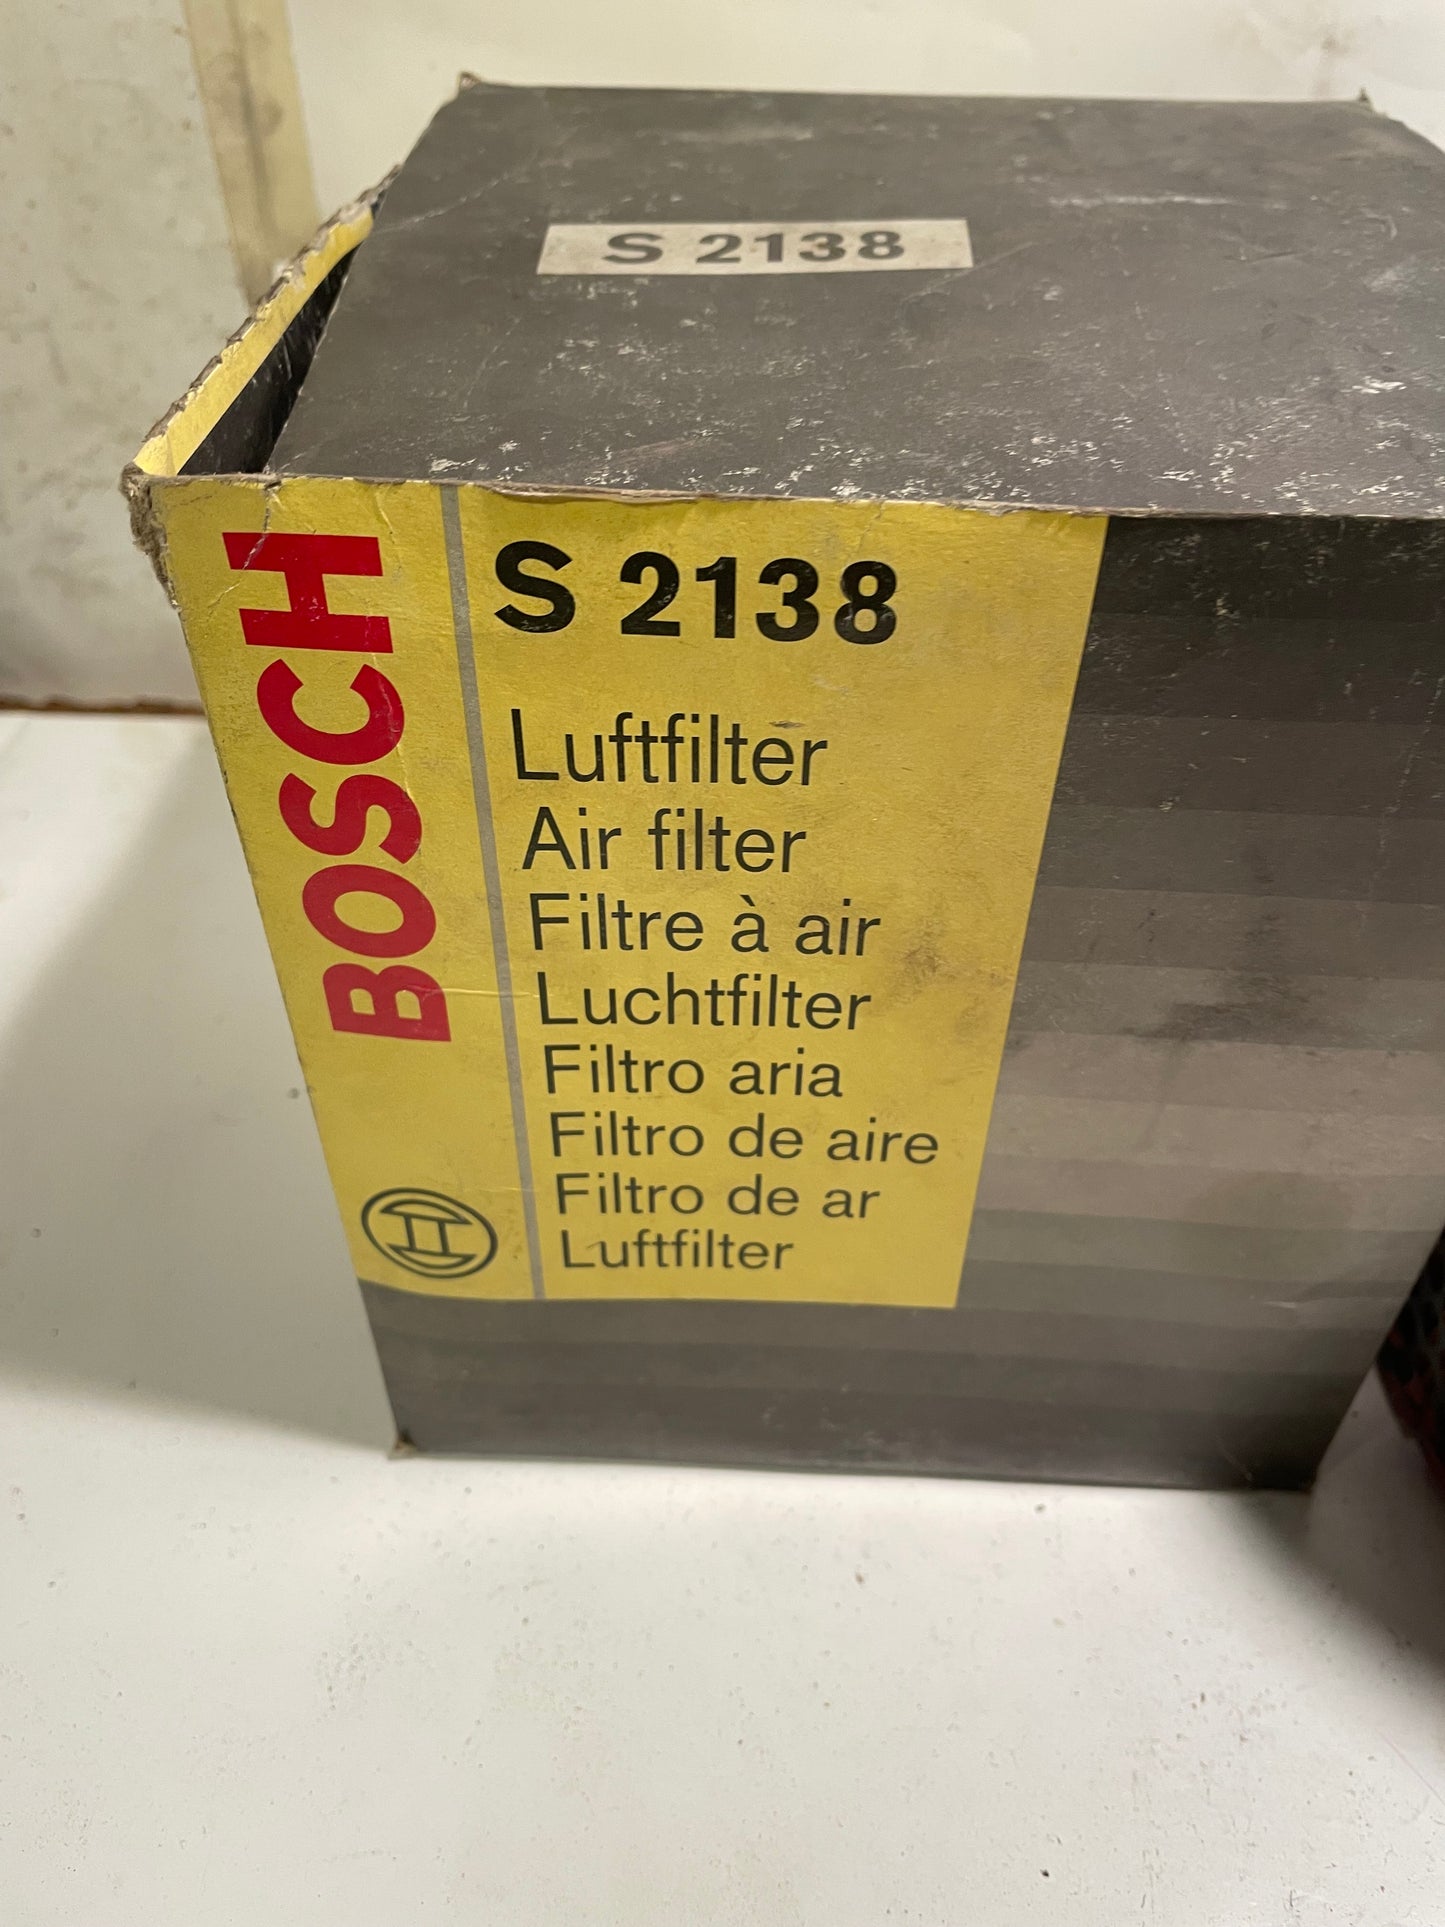 S 2138
BOSCH
S 2138
Luftfilter
Air filter
Filtre à air
Luchtfilter
Filtro aria
Filtro de aire
Filtro de ar
Luftfilter